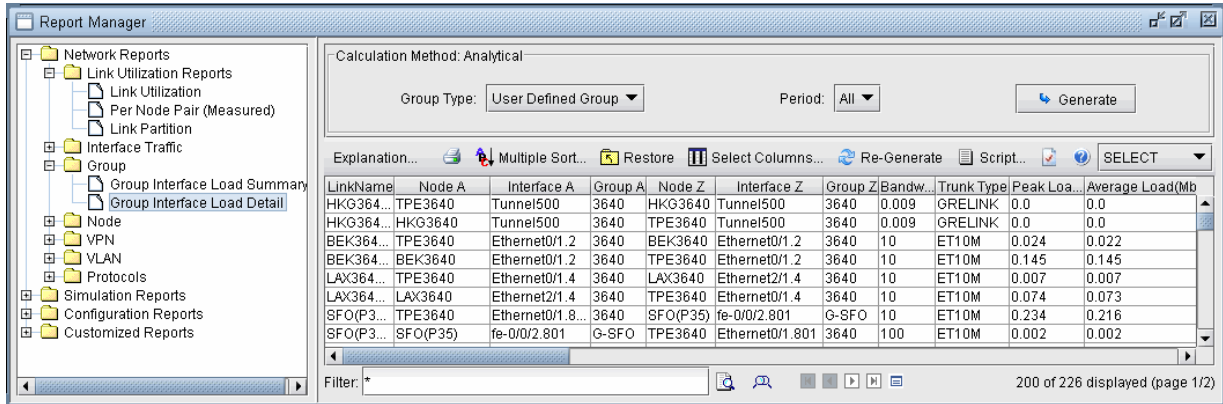 Report Manager
Network Reports
Link Utilization Reports
Link Utilization
Per Node Pair (Measured)
Link Partition
Interface Traffic
Group
Group Interface Load Summary
Group Interface Load Detail
Node
VPN
VLAN
Protocols
Simulation Reports
Configuration Reports
Customized Reports
Calculation Method: Analytical
Group Type: User Defined Group Period: All Generate
Explanation... Multiple Sort... Restore Select Columns... Re-Generate Script... SELECT
LinkName Node A Interface A Group A Node Z Interface Z Group Z Bandw... Trunk Type Peak Loa... Average Load(Mb
HKG364... TPE3640 Tunnel500 3640 HKG3640 Tunnel500 3640 0.009 GRELINK 0.0 0.0
HKG364... HKG3640 Tunnel500 3640 TPE3640 Tunnel500 3640 0.009 GRELINK 0.0 0.0
BEK364... TPE3640 Ethernet0/1.2 3640 BEK3640 Ethernet0/1.2 3640 10 ET10M 0.024 0.022
BEK364... BEK3640 Ethernet0/1.2 3640 TPE3640 Ethernet0/1.2 3640 10 ET10M 0.145 0.145
LAX364... TPE3640 Ethernet0/1.4 3640 LAX3640 Ethernet2/1.4 3640 10 ET10M 0.007 0.007
LAX364... LAX3640 Ethernet2/1.4 3640 TPE3640 Ethernet0/1.4 3640 10 ET10M 0.074 0.073
SFO(P3... TPE3640 Ethernet0/1.8... 3640 SFO(P35) fe-0/0/2.801 G-SFO 10 ET10M 0.234 0.216
SFO(P3... SFO(P35) fe-0/0/2.801 G-SFO TPE3640 Ethernet0/1.801 3640 100 ET10M 0.002 0.002
Filter: * 200 of 226 displayed (page 1/2)